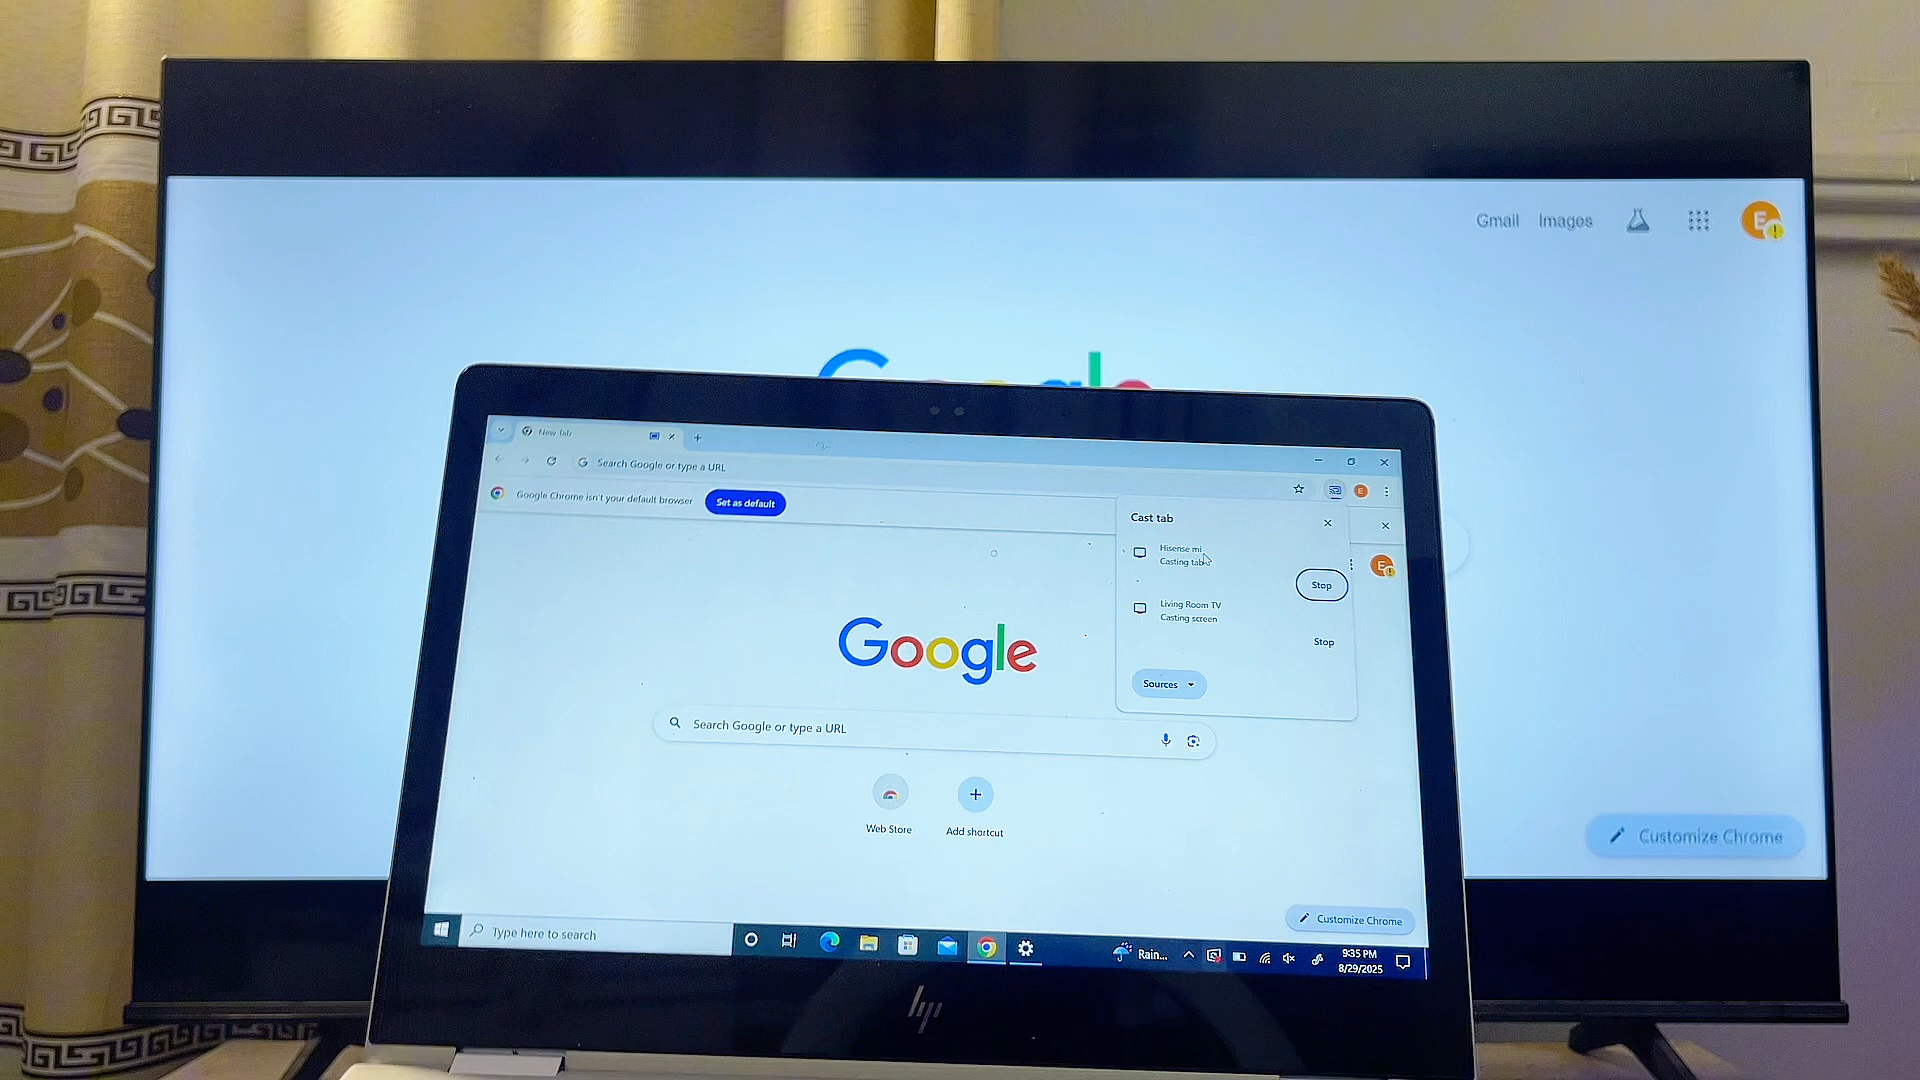 Gmail Images
E
Google
New Tab
Search Google or type a URL
E
Google Chrome isn't your default browser
Set as default
Cast tab
Hisense mi
Casting tab
Stop
Living Room TV
Casting screen
Stop
Sources
E
Google
Search Google or type a URL
Web Store
Add shortcut
Customize Chrome
Customize Chrome
Type here to search
Rain...
9:35 PM
8/29/2025
hp